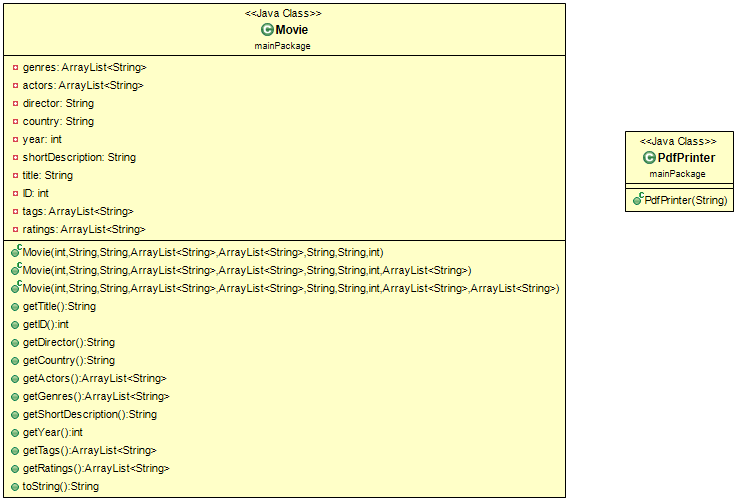 <<Java Class>>
Movie
mainPackage
genres: ArrayList<String>
actors: ArrayList<String>
director: String
country: String
year: int
shortDescription: String
title: String
ID: int
tags: ArrayList<String>
ratings: ArrayList<String>
Movie(int,String,String,ArrayList<String>,ArrayList<String>,String,String,int)
Movie(int,String,String,ArrayList<String>,ArrayList<String>,String,String,int,ArrayList<String>)
Movie(int,String,String,ArrayList<String>,ArrayList<String>,String,String,int,ArrayList<String>,ArrayList<String>)
getTitle():String
getID():int
getDirector():String
getCountry():String
getActors():ArrayList<String>
getGenres():ArrayList<String>
getShortDescription():String
getYear():int
getTags():ArrayList<String>
getRatings():ArrayList<String>
toString():String
<<Java Class>>
PdfPrinter
mainPackage
PdfPrinter(String)